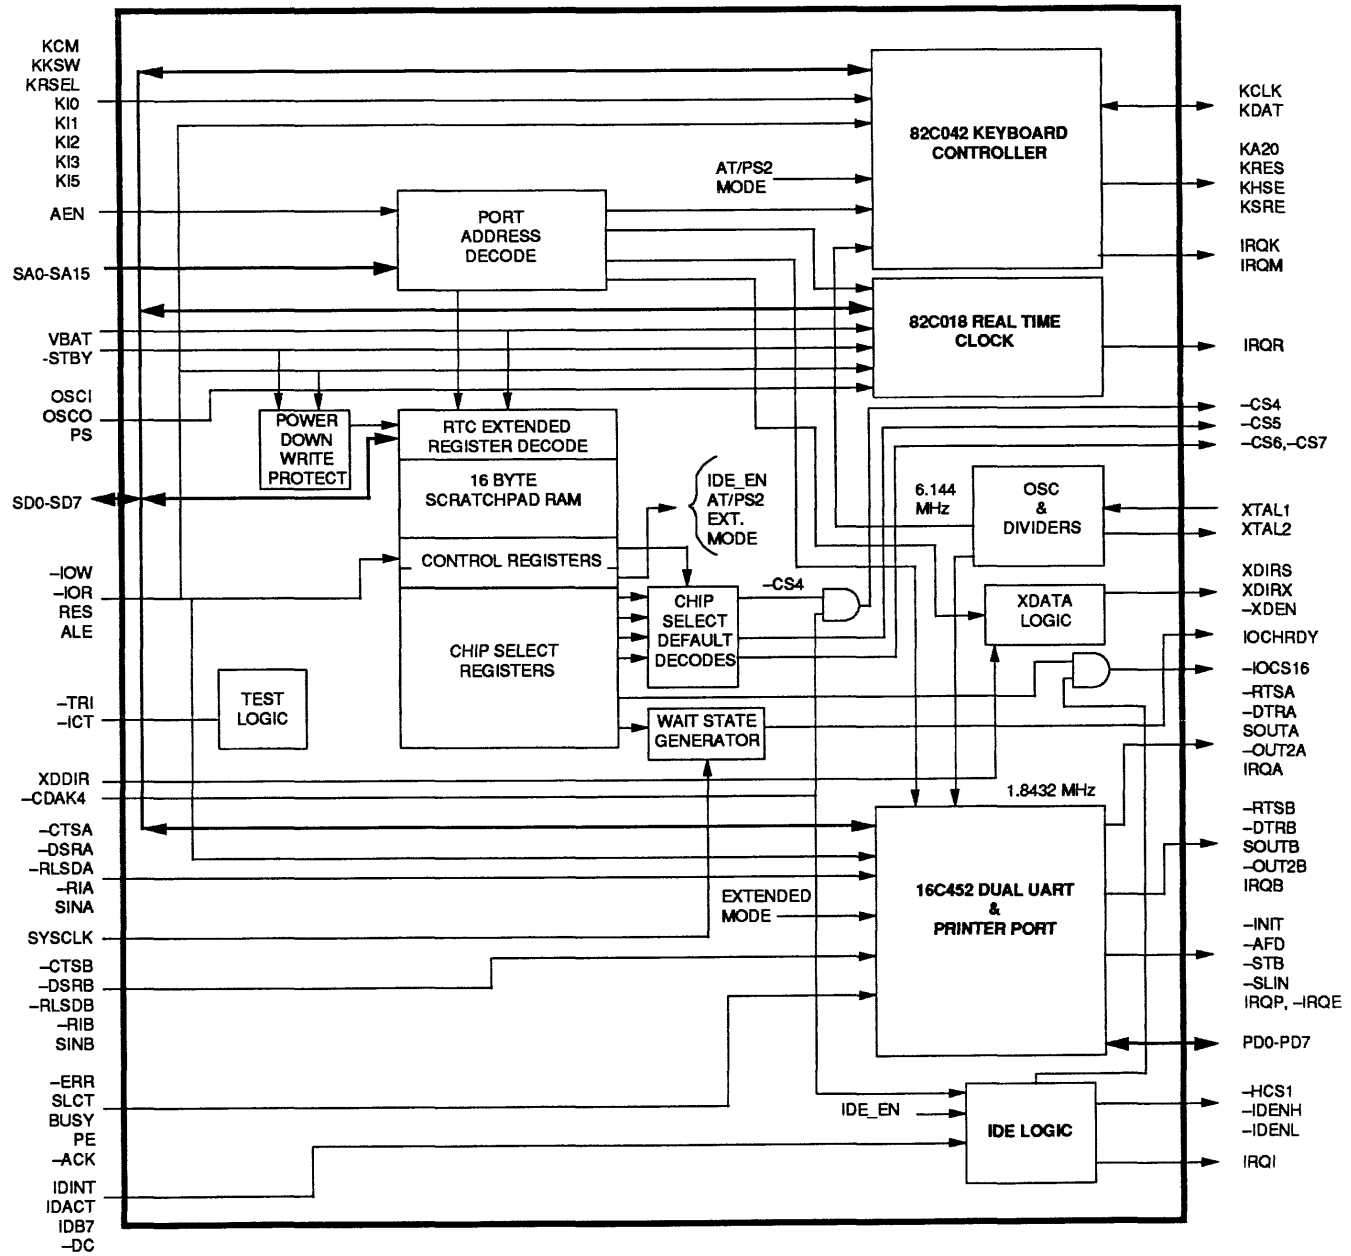 KCM
KKSW
KRSEL
KI0
KI1
KI2
KI3
KI5
AEN
SA0-SA15
VBAT
-STBY
OSCI
OSCO
PS
SD0-SD7
–IOW
–IOR
RES
ALE
–TRI
–ICT
XDDIR
–CDAK4
–CTSA
–DSRA
–RLSDA
–RIA
SINA
SYSCLK
–CTSB
–DSRB
–RLSDB
–RIB
SINB
–ERR
SLCT
BUSY
PE
–ACK
IDINT
IDACT
IDB7
–DC
82C042 KEYBOARD
CONTROLLER
AT/PS2
MODE
PORT
ADDRESS
DECODE
82C018 REAL TIME
CLOCK
POWER
DOWN
WRITE
PROTECT
RTC EXTENDED
REGISTER DECODE
16 BYTE
SCRATCHPAD RAM
CONTROL REGISTERS
CHIP SELECT
REGISTERS
IDE_EN
AT/PS2
EXT.
MODE
6.144
MHz
OSC
&
DIVIDERS
–CS4
CHIP
SELECT
DEFAULT
DECODES
XDATA
LOGIC
TEST
LOGIC
WAIT STATE
GENERATOR
1.8432 MHz
EXTENDED
MODE
16C452 DUAL UART
&
PRINTER PORT
IDE_EN
IDE LOGIC
KCLK
KDAT
KA20
KRES
KHSE
KSRE
IRQK
IRQM
IRQR
–CS4
–CS5
–CS6,–CS7
XTAL1
XTAL2
XDIRS
XDIRX
–XDEN
IOCHRDY
–IOCS16
–RTSA
–DTRA
SOUTA
–OUT2A
IRQA
–RTSB
–DTRB
SOUTB
–OUT2B
IRQB
–INIT
–AFD
–STB
–SLIN
IRQP, –IRQE
PD0-PD7
–HCS1
–IDENH
–IDENL
IRQI